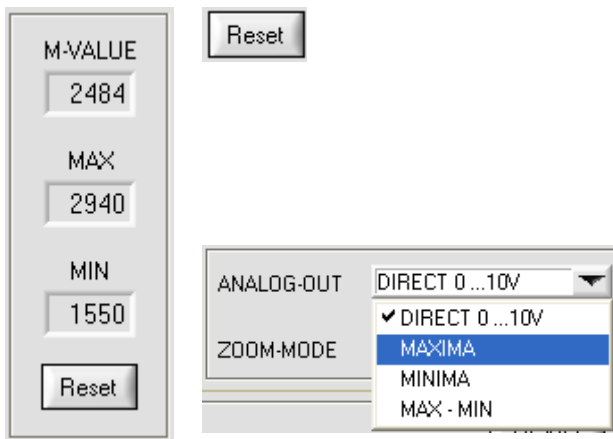 M-VALUE
2484
MAX
2940
MIN
1550
Reset
Reset
ANALOG-OUT DIRECT 0 ...10V
✔ DIRECT 0 ...10V
ZOOM-MODE MAXIMA
MINIMA
MAX - MIN